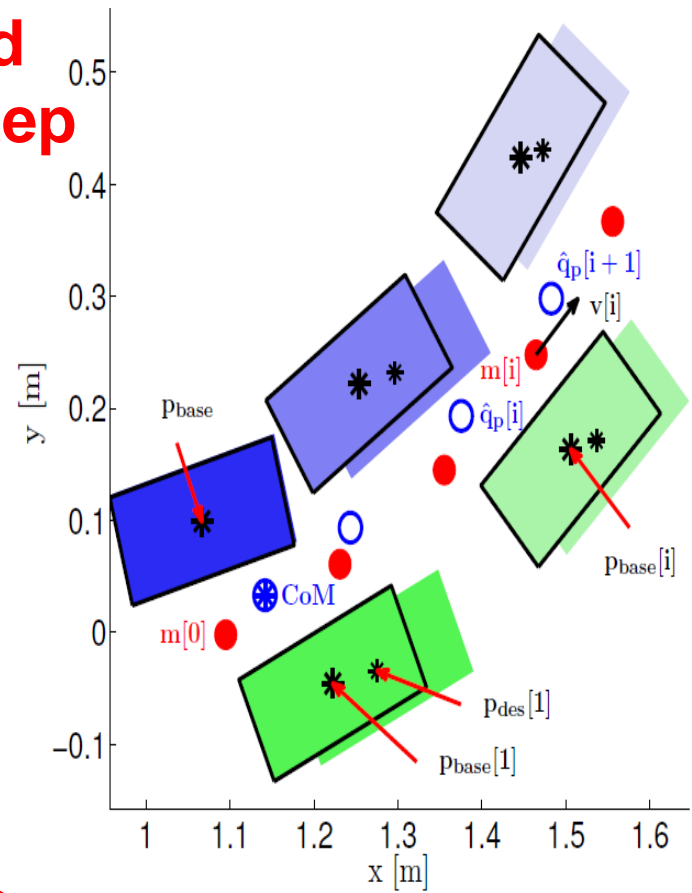 d
ep
0.5
0.4
0.3
0.2
0.1
0
−0.1
y [m]
q̂p[i + 1]
v[i]
m[i]
q̂p[i]
pbase
pbase[i]
CoM
m[0]
pdes[1]
pbase[1]
1 1.1 1.2 1.3 1.4 1.5 1.6
x [m]